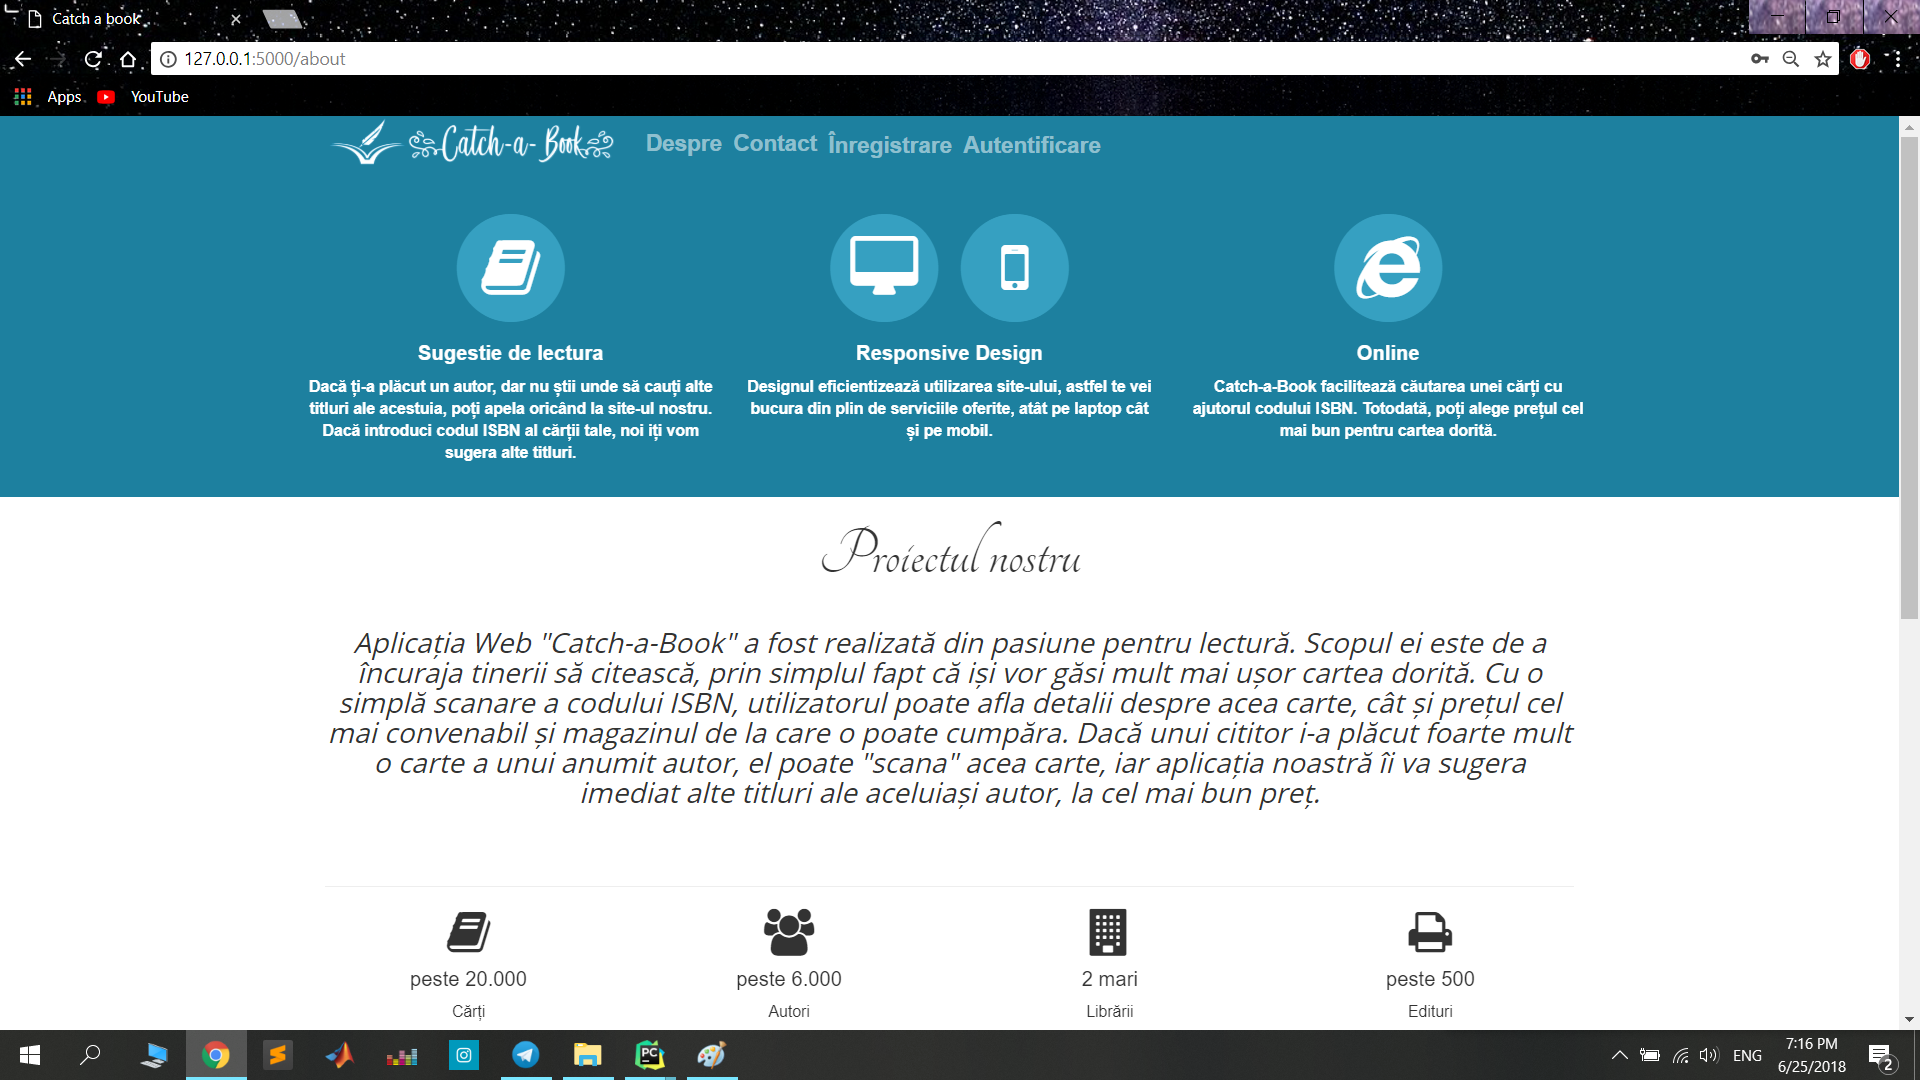 Catch a book
127.0.0.1:5000/about
Apps YouTube
Catch-a-Book Despre Contact Înregistrare Autentificare
Sugestie de lectura
Dacă ți-a plăcut un autor, dar nu știi unde să cauți alte
titluri ale acestuia, poți apela oricând la site-ul nostru.
Dacă introduci codul ISBN al cărții tale, noi iți vom
sugera alte titluri.
Responsive Design
Designul eficientizează utilizarea site-ului, astfel te vei
bucura din plin de serviciile oferite, atât pe laptop cât
și pe mobil.
Online
Catch-a-Book facilitează căutarea unei cărți cu
ajutorul codului ISBN. Totodată, poți alege prețul cel
mai bun pentru cartea dorită.
Proiectul nostru
Aplicația Web "Catch-a-Book" a fost realizată din pasiune pentru lectură. Scopul ei este de a
încuraja tinerii să citească, prin simplul fapt că iși vor găsi mult mai ușor cartea dorită. Cu o
simplă scanare a codului ISBN, utilizatorul poate afla detalii despre acea carte, cât și prețul cel
mai convenabil și magazinul de la care o poate cumpăra. Dacă unui cititor i-a plăcut foarte mult
o carte a unui anumit autor, el poate "scana" acea carte, iar aplicația noastră îi va sugera
imediat alte titluri ale aceluiași autor, la cel mai bun preț.
peste 20.000
Cărți
peste 6.000
Autori
2 mari
Librării
peste 500
Edituri
PC
ENG
7:16 PM
6/25/2018
2